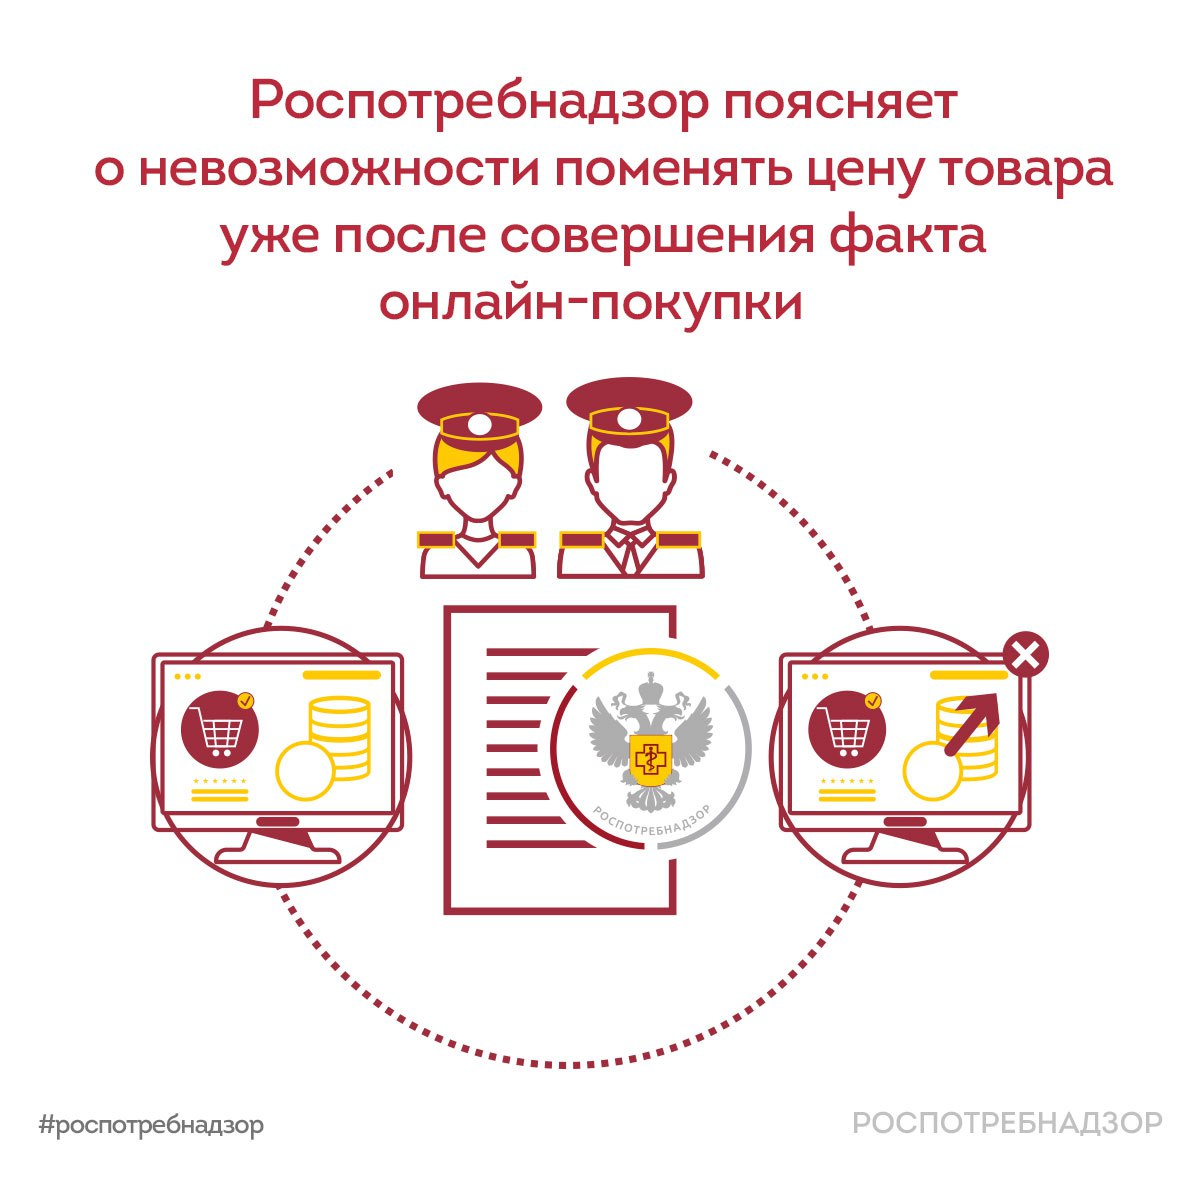 Роспотребнадзор поясняет
о невозможности поменять цену товара
уже после совершения факта
онлайн-покупки
РОСПОТРЕБНАДЗОР
#роспотребнадзор
РОСПОТРЕБНАДЗОР